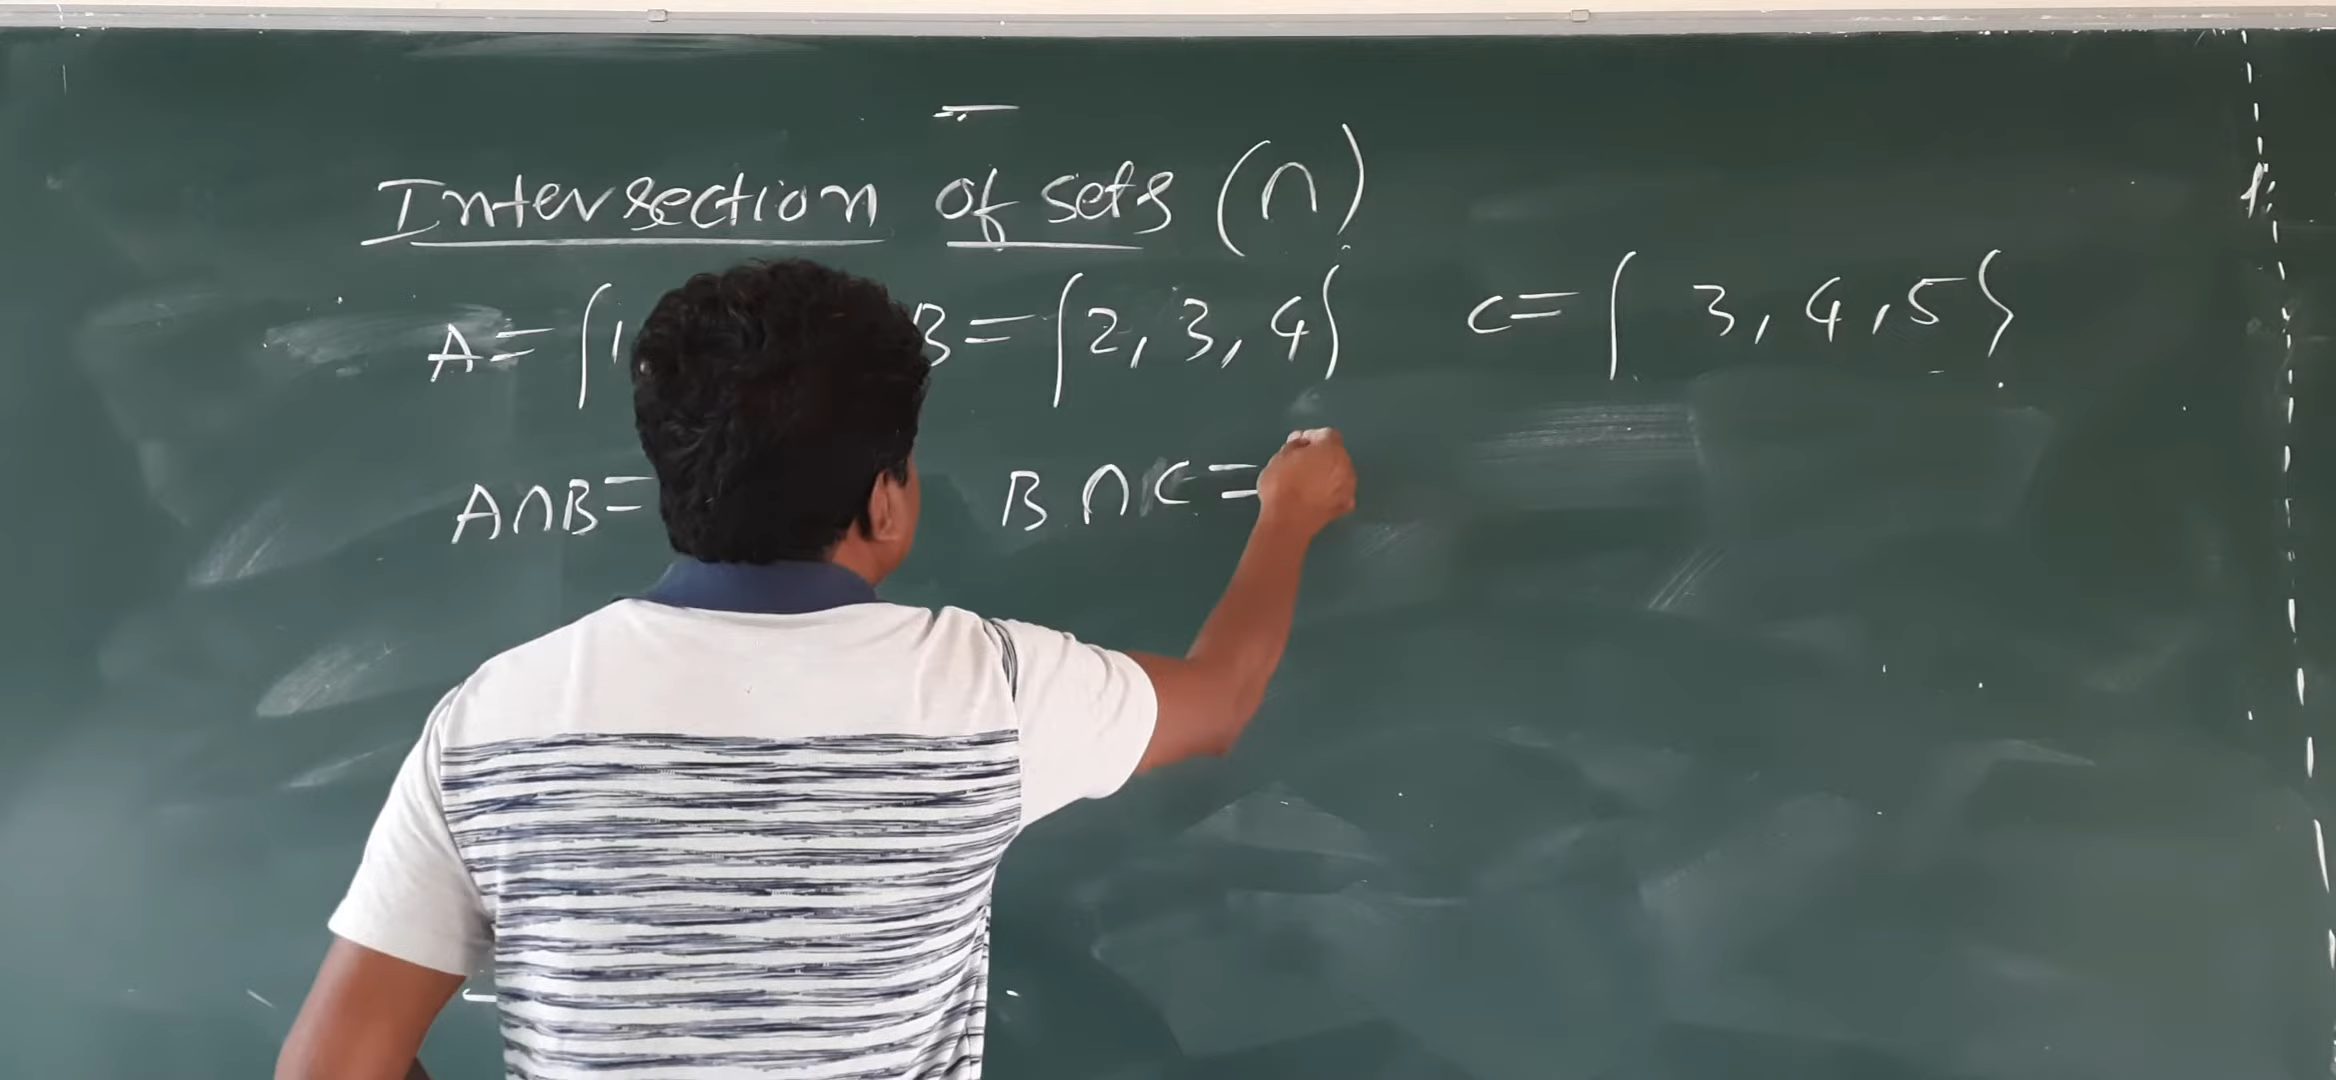 Intersection of sets (∩)
A = {1 B = {2, 3, 4} C = { 3, 4, 5}
A∩B = B ∩ C =